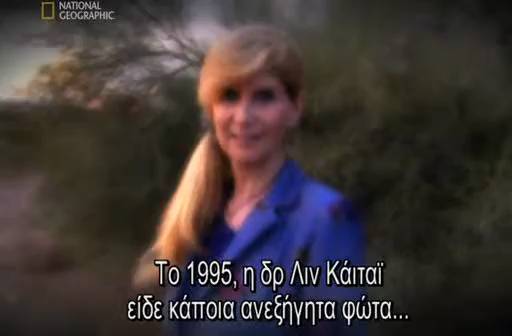 NATIONAL
GEOGRAPHIC
Το 1995, η δρ Λιν Κάιταϊ
είδε κάποια ανεξήγητα φώτα...